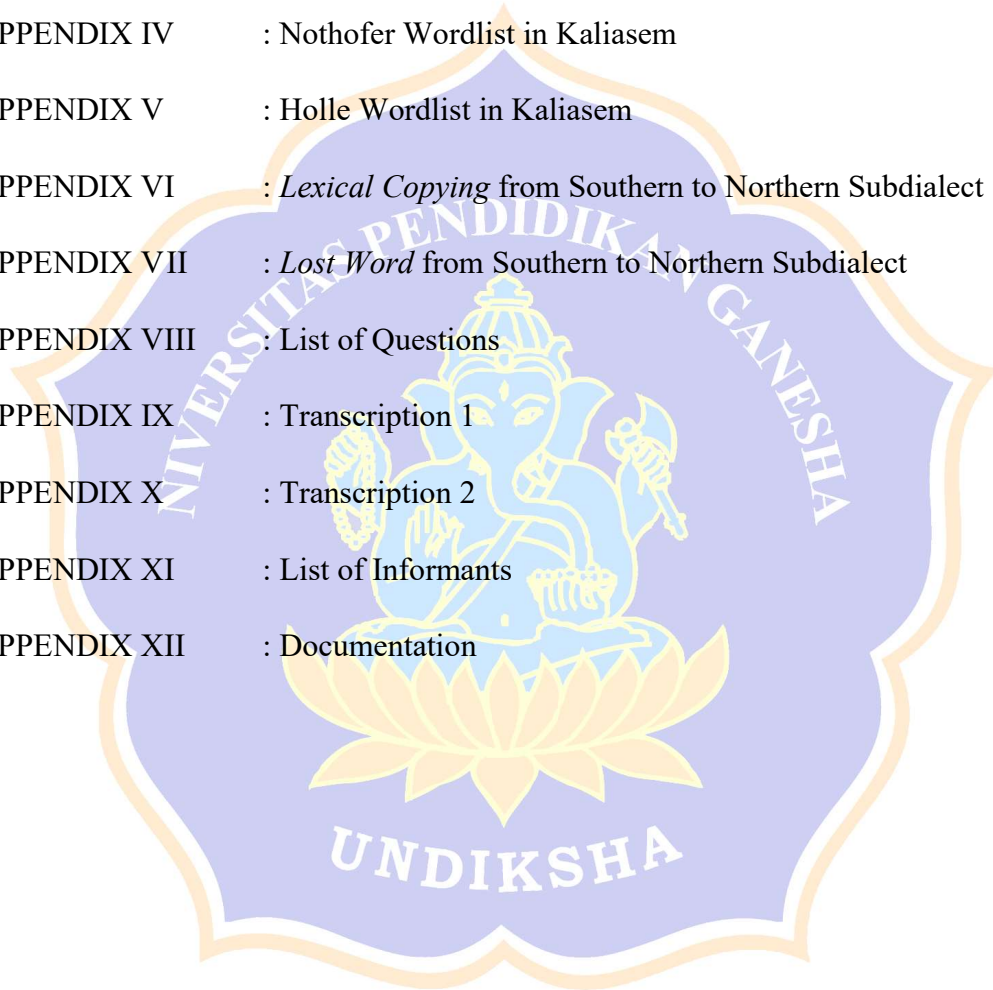 PPENDIX IV : Nothofer Wordlist in Kaliasem
PPENDIX V : Holle Wordlist in Kaliasem
PPENDIX VI : Lexical Copying from Southern to Northern Subdialect
PPENDIX VII : Lost Word from Southern to Northern Subdialect
PPENDIX VIII : List of Questions
PPENDIX IX : Transcription 1
PPENDIX X : Transcription 2
PPENDIX XI : List of Informants
PPENDIX XII : Documentation
NIVERSITAS PENDIDIKAN GANESHA
UNDIKSHA